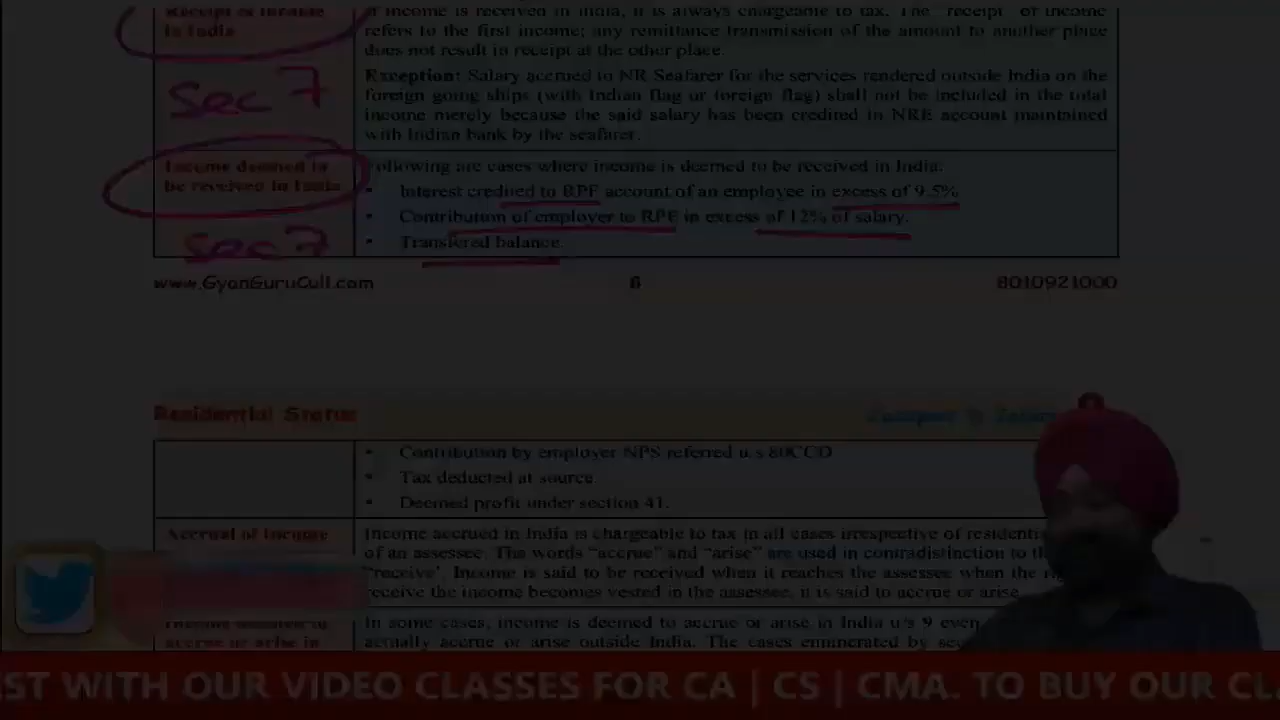 Receipt of income
in India
if income is received in India, it is always chargeable to tax. The "receipt" of income
refers to the first income; any remittance transmission of the amount to another place
does not result in receipt at the other place.
Sec 7
Exception: Salary accrued to NR Seafarer for the services rendered outside India on the
foreign going ships (with Indian flag or foreign flag) shall not be included in the total
income merely because the said salary has been credited in NRE account maintained
with Indian bank by the seafarer.
Income deemed to
be received in India
Sec 7
Following are cases where income is deemed to be received in India:
• Interest credited to RPF account of an employee in excess of 9.5%
• Contribution of employer to RPF in excess of 12% of salary.
• Transfered balance.
www.GyanGuruCull.com 6 8010921000
Residential Status
• Contribution by employer NPS referred u.s 80CCD
• Tax deducted at source.
• Deemed profit under section 41.
Accrual of Income
Income accrued in India is chargeable to tax in all cases irrespective of
of an assessee. The words "accrue" and "arise" are used in contradistinction to
"receive'. Income is said to be received when it reaches the assessee when the
receive the income becomes vested in the assessee, it is said to accrue or arise.
accrue or arise in
In some cases, income is deemed to accrue or arise in India u/s 9 even
actually accrue or arise outside India. The cases enumerated by
ST WITH OUR VIDEO CLASSES FOR CA | CS | CMA. TO BUY OUR CL